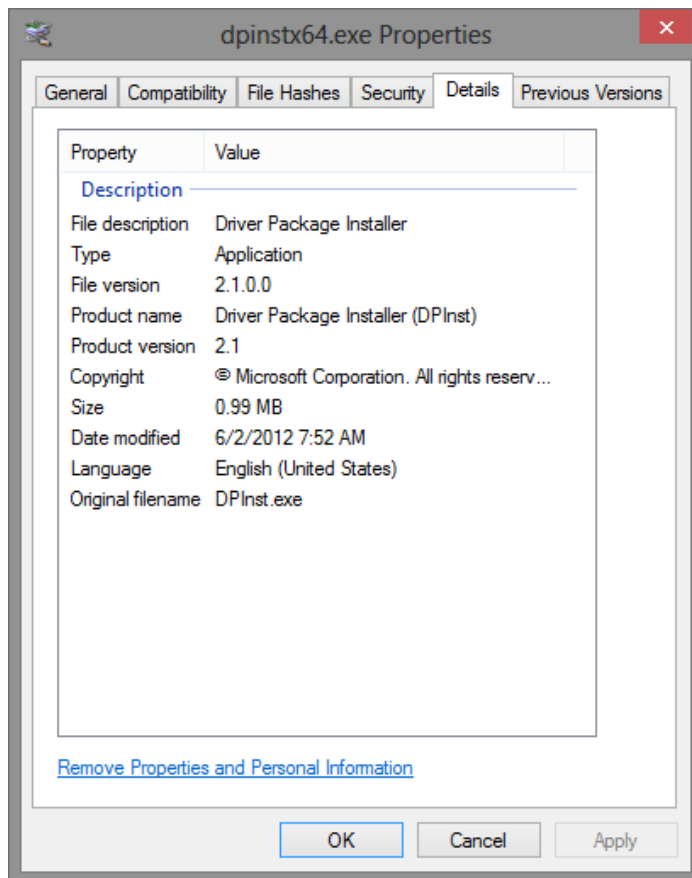 dpinstx64.exe Properties
×
General Compatibility File Hashes Security Details Previous Versions
Property Value
Description
File description Driver Package Installer
Type Application
File version 2.1.0.0
Product name Driver Package Installer (DPInst)
Product version 2.1
Copyright © Microsoft Corporation. All rights reserv...
Size 0.99 MB
Date modified 6/2/2012 7:52 AM
Language English (United States)
Original filename DPInst.exe
Remove Properties and Personal Information
OK Cancel Apply